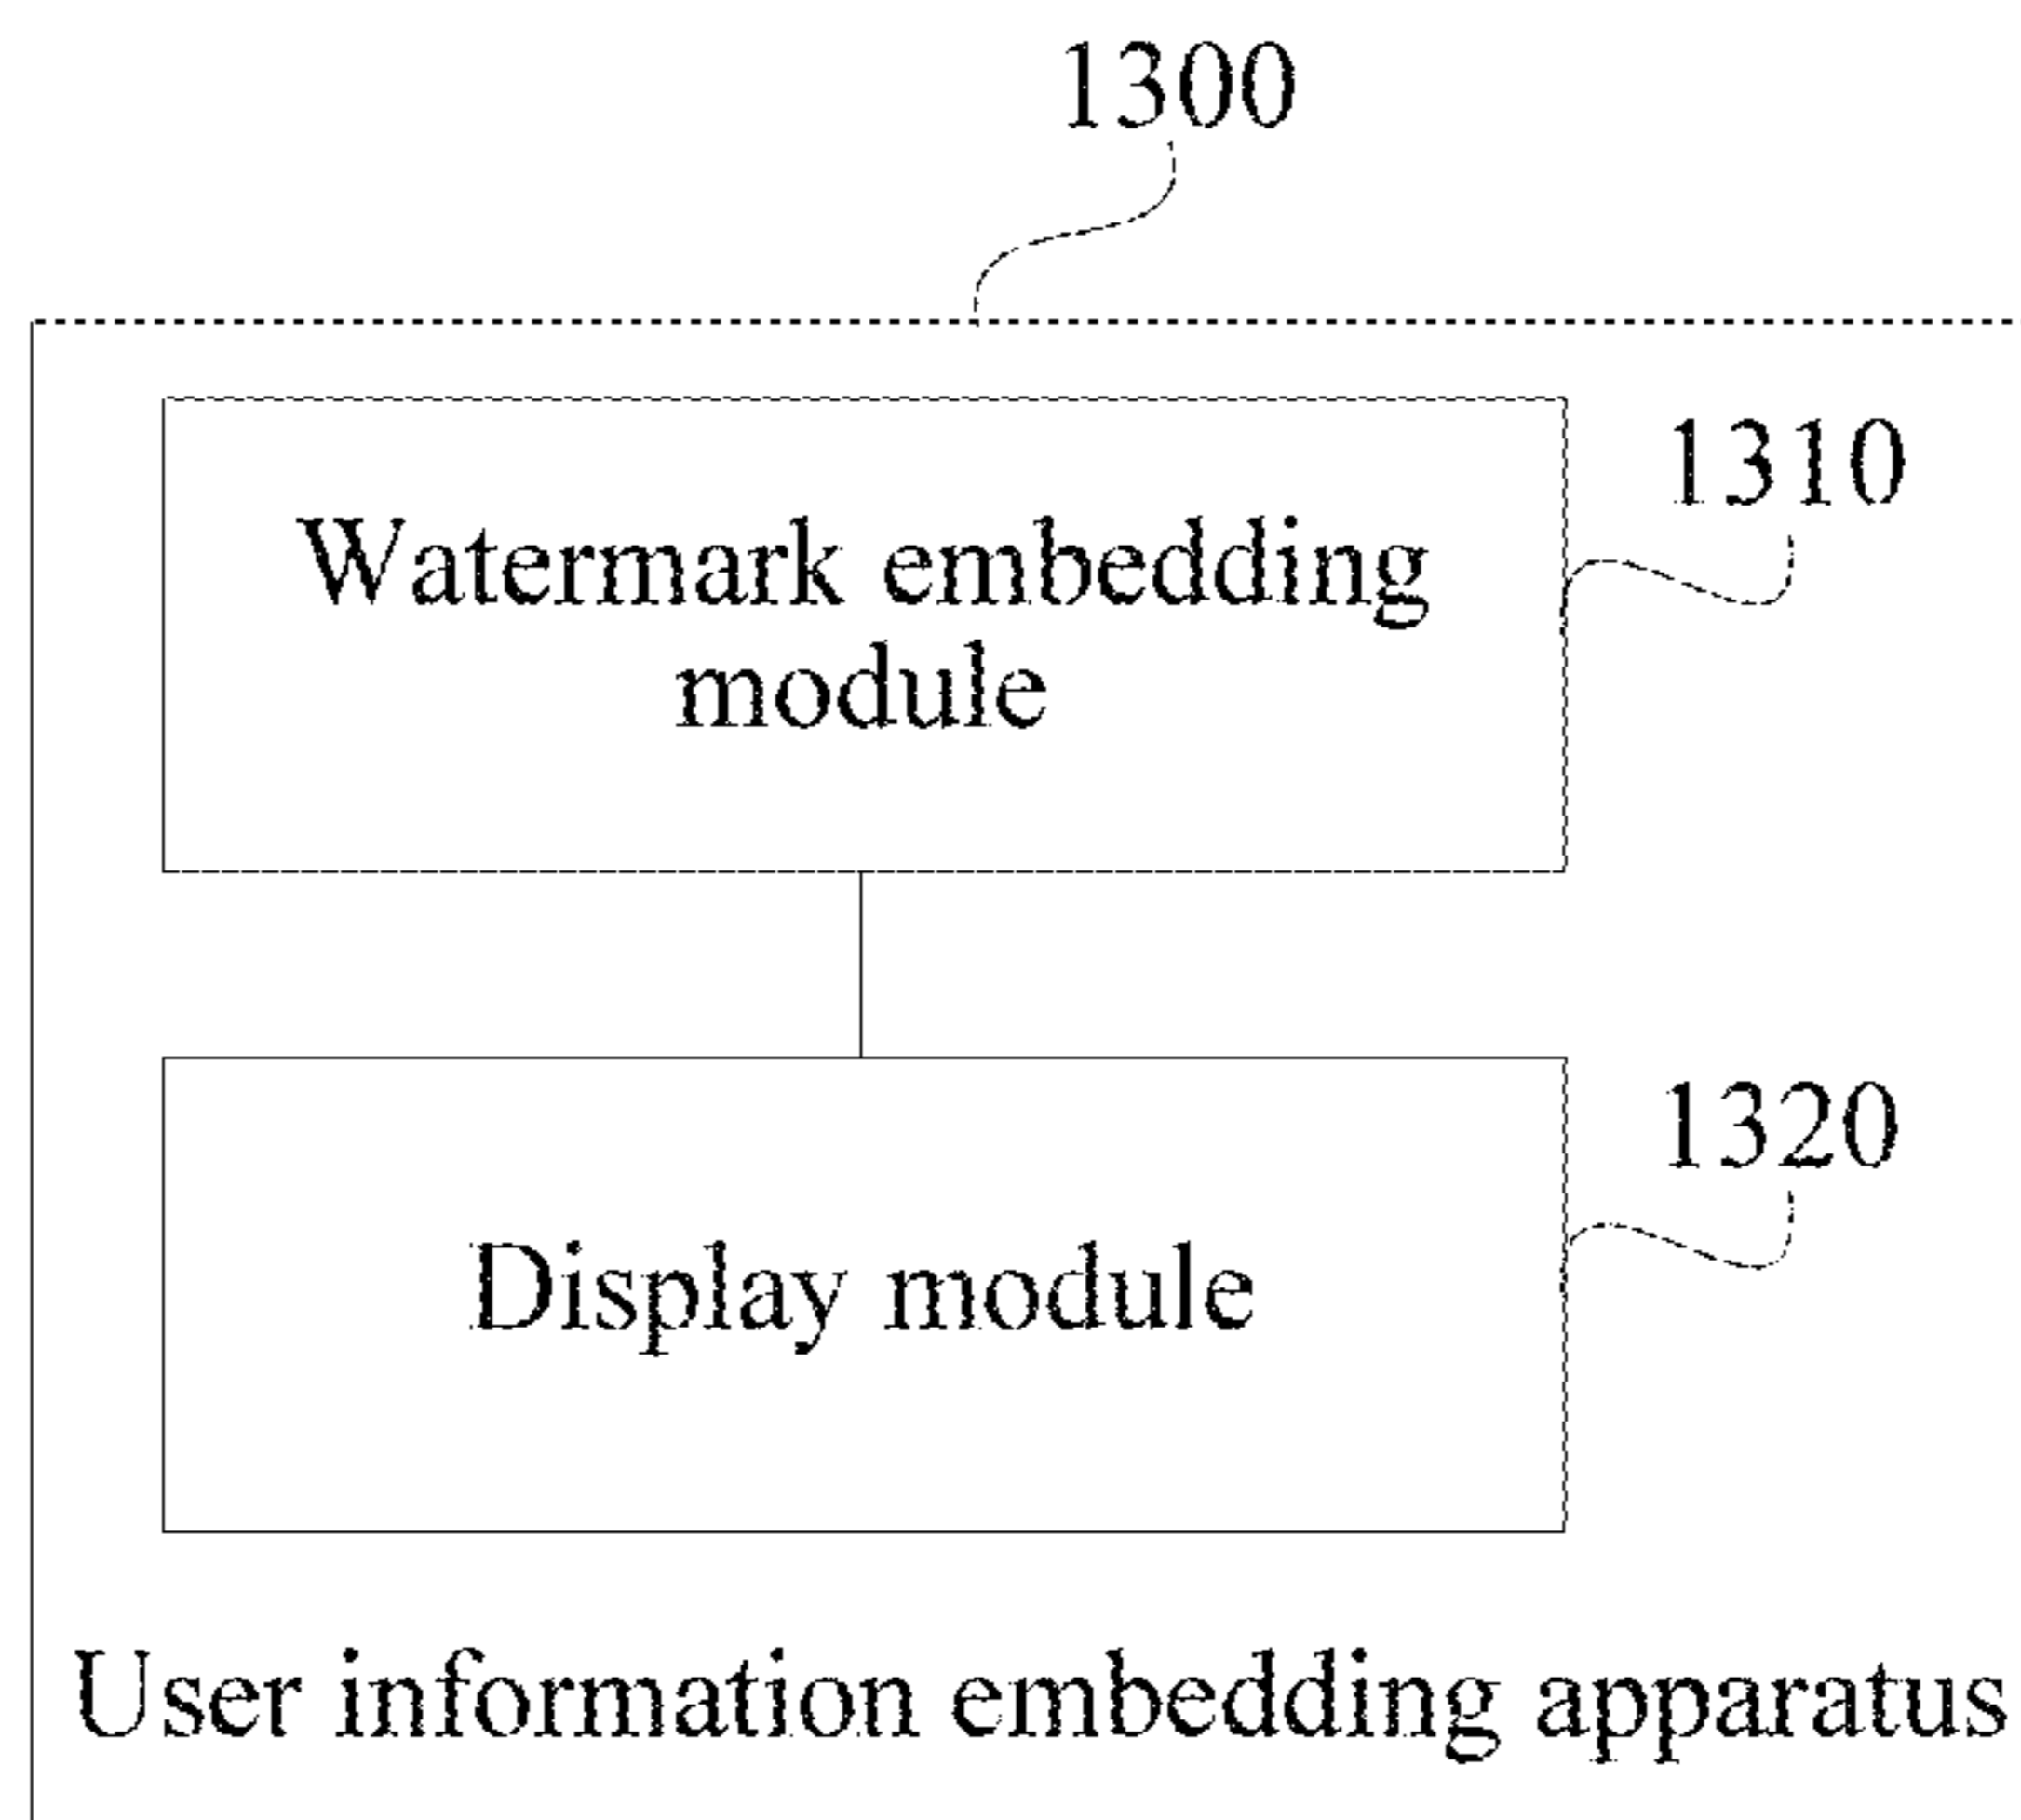 1300
1310
Watermark embedding
module
1320
Display module
User information embedding apparatus